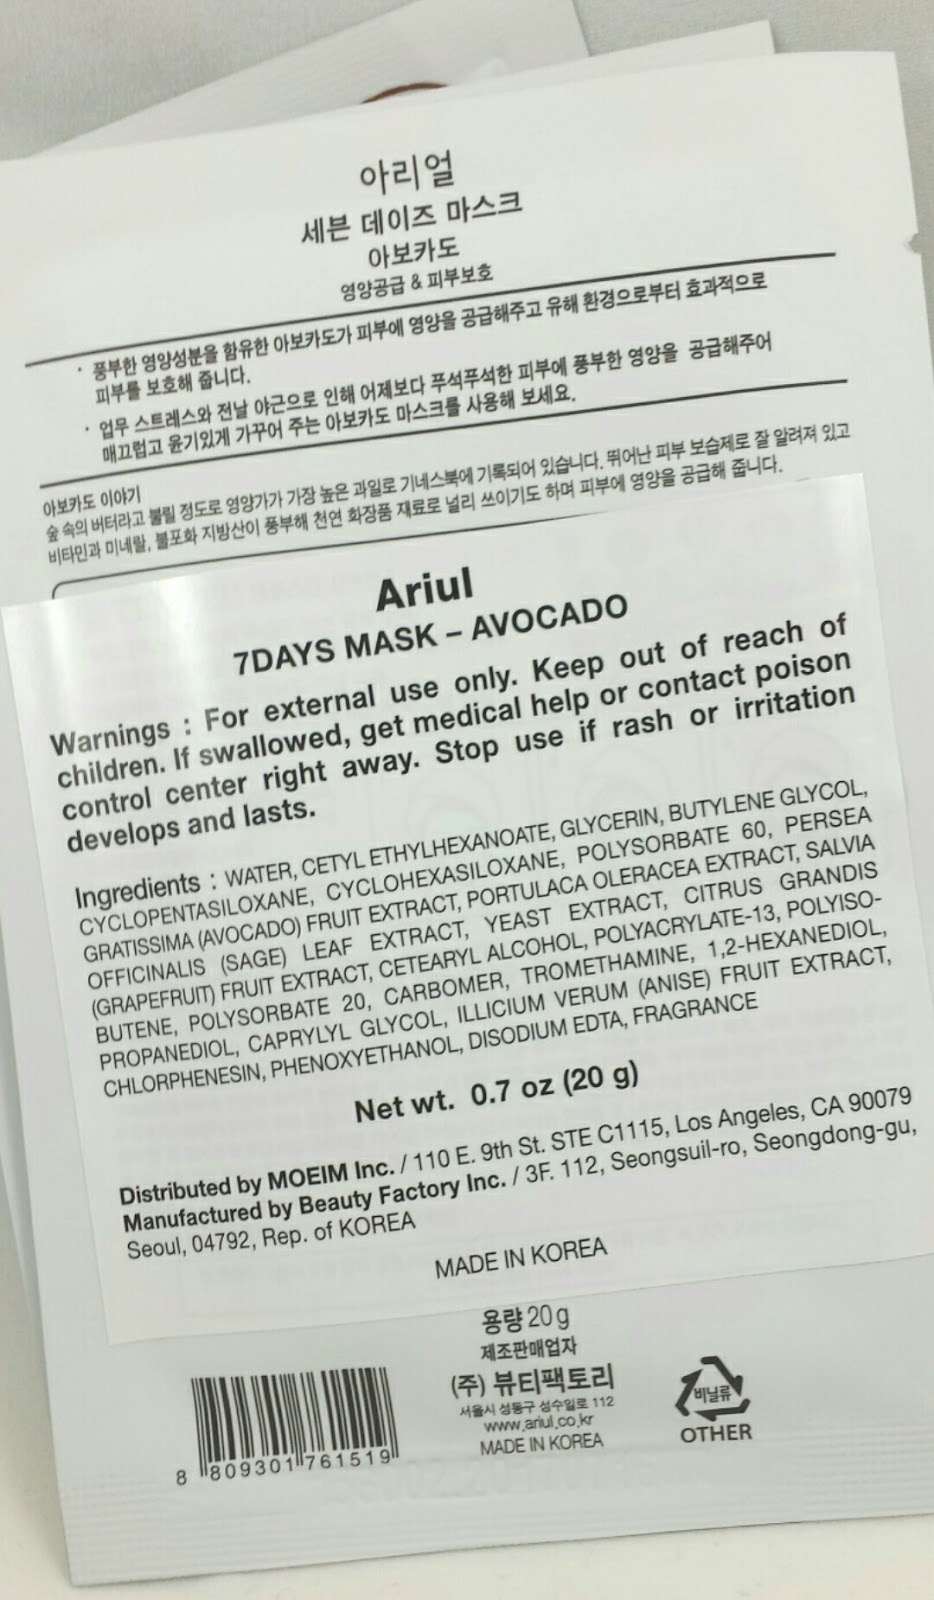 아리얼
세븐 데이즈 마스크
아보카도
영양공급 & 피부보호
· 풍부한 영양성분을 함유한 아보카도가 피부에 영양을 공급해주고 유해 환경으로부터 효과적으로
피부를 보호해 줍니다.
· 업무 스트레스와 전날 야근으로 인해 어제보다 푸석푸석한 피부에 풍부한 영양을 공급해주어
매끄럽고 윤기있게 가꾸어 주는 아보카도 마스크를 사용해 보세요.
아보카도 이야기
숲 속의 버터라고 불릴 정도로 영양가가 가장 높은 과일로 기네스북에 기록되어 있습니다. 뛰어난 피부 보습제로 잘 알려져 있고
비타민과 미네랄, 불포화 지방산이 풍부해 천연 화장품 재료로 널리 쓰이기도 하며 피부에 영양을 공급해 줍니다.
Ariul
7DAYS MASK – AVOCADO
Warnings : For external use only. Keep out of reach of
children. If swallowed, get medical help or contact poison
control center right away. Stop use if rash or irritation
develops and lasts.
Ingredients : WATER, CETYL ETHYLHEXANOATE, GLYCERIN, BUTYLENE GLYCOL,
CYCLOPENTASILOXANE, CYCLOHEXASILOXANE, POLYSORBATE 60, PERSEA
GRATISSIMA (AVOCADO) FRUIT EXTRACT, PORTULACA OLERACEA EXTRACT, SALVIA
OFFICINALIS (SAGE) LEAF EXTRACT, YEAST EXTRACT, CITRUS GRANDIS
(GRAPEFRUIT) FRUIT EXTRACT, CETEARYL ALCOHOL, POLYACRYLATE-13, POLYISO-
BUTENE, POLYSORBATE 20, CARBOMER, TROMETHAMINE, 1,2-HEXANEDIOL,
PROPANEDIOL, CAPRYLYL GLYCOL, ILLICIUM VERUM (ANISE) FRUIT EXTRACT,
CHLORPHENESIN, PHENOXYETHANOL, DISODIUM EDTA, FRAGRANCE
Net wt. 0.7 oz (20 g)
Distributed by MOEIM Inc. / 110 E. 9th St. STE C1115, Los Angeles, CA 90079
Manufactured by Beauty Factory Inc. / 3F. 112, Seongsuil-ro, Seongdong-gu,
Seoul, 04792, Rep. of KOREA
MADE IN KOREA
용량 20g
제조판매업자
(주) 뷰티팩토리
서울시 성동구 성수일로 112
www.ariul.co.kr
MADE IN KOREA
비닐류
OTHER
8 809301 761519